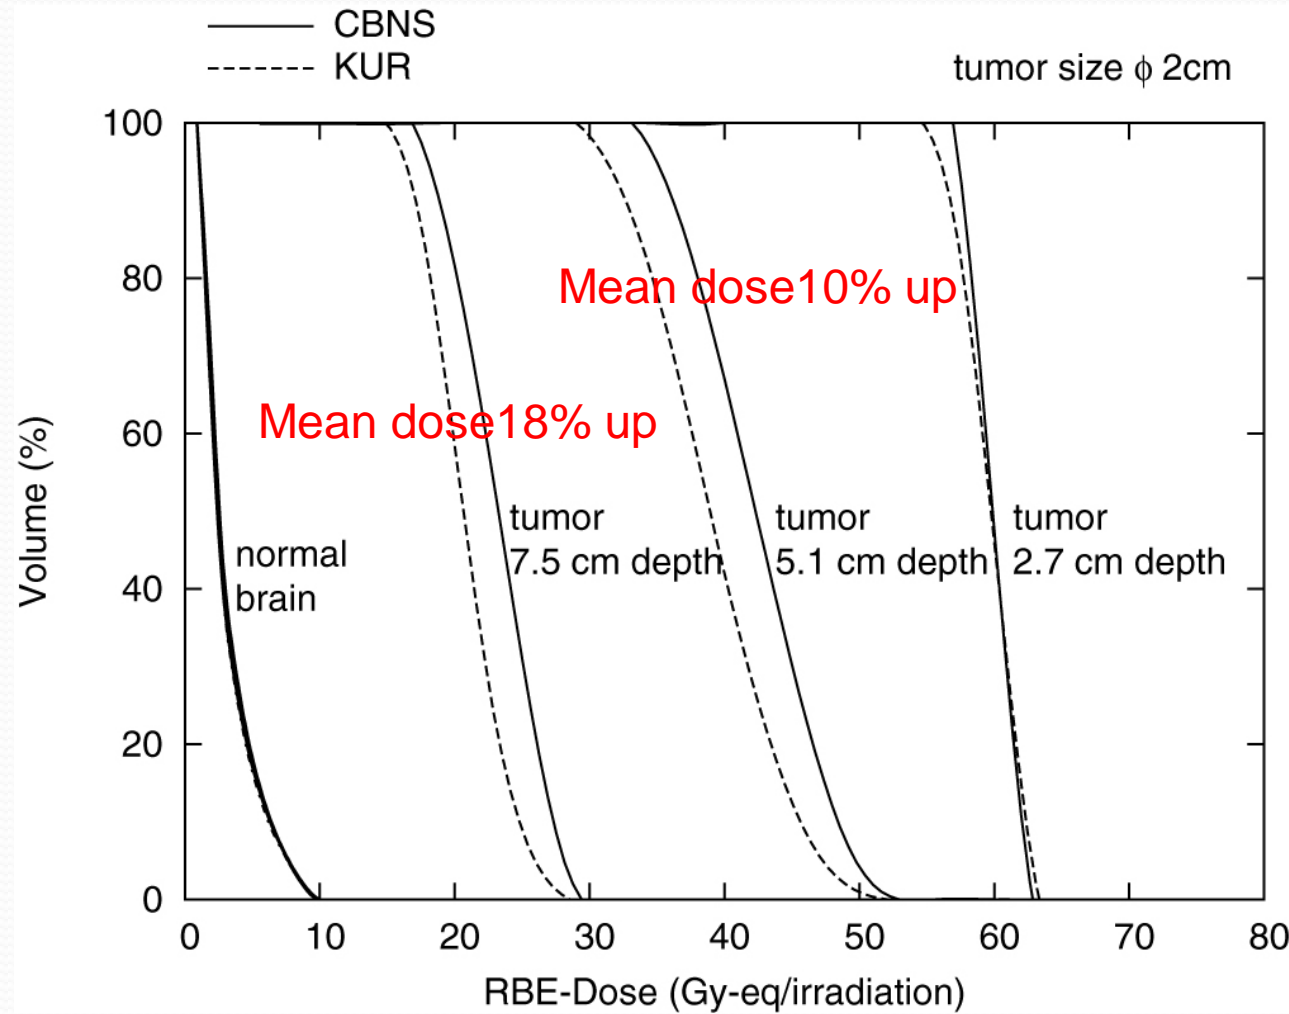 CBNS
KUR
tumor size ϕ 2cm
100
80
60
40
20
0
Volume (%)
Mean dose10% up
Mean dose18% up
normal
brain
tumor
7.5 cm depth
tumor
5.1 cm depth
tumor
2.7 cm depth
0 10 20 30 40 50 60 70 80
RBE-Dose (Gy-eq/irradiation)